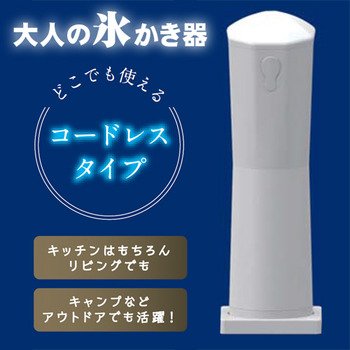 大人の氷かき器
どこでも使える
コードレス
タイプ
キッチンはもちろん
リビングでも
キャンプなど
アウトドアでも活躍！